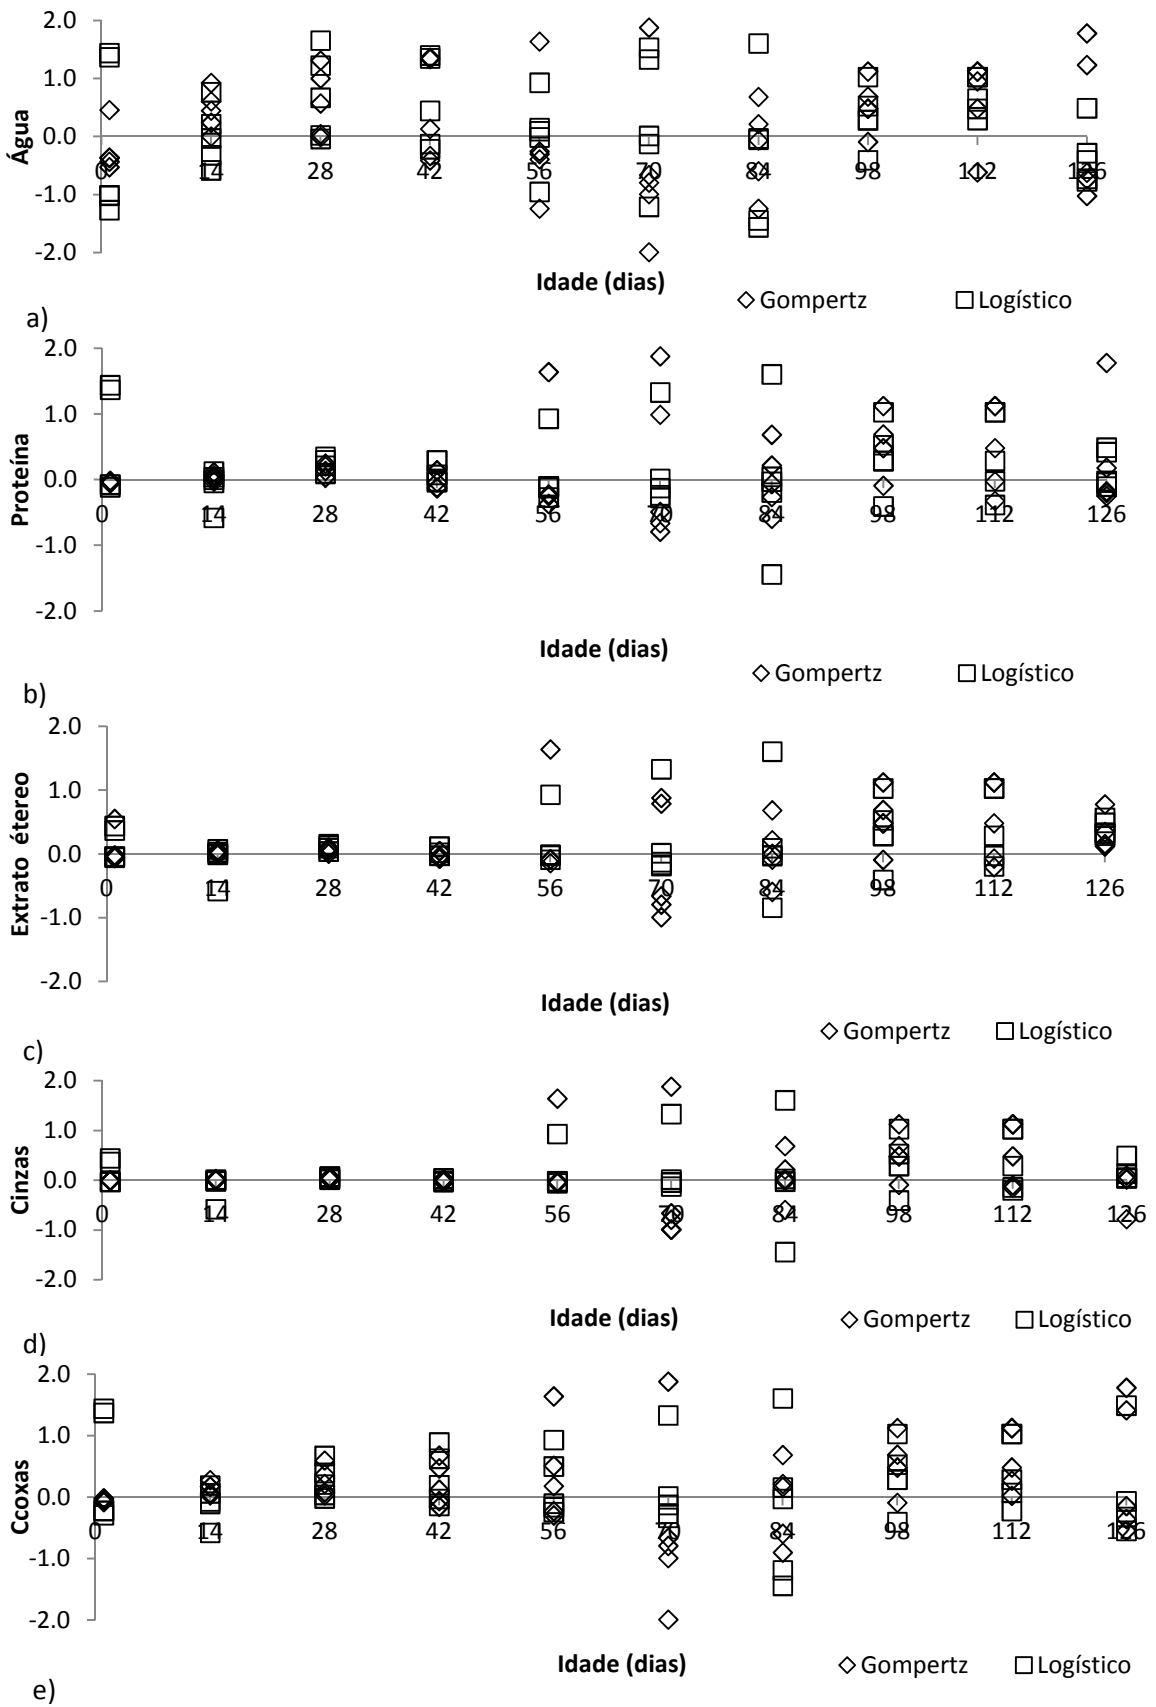 2.0
1.0
0.0
-1.0
-2.0
Água
0 14 28 42 56 70 84 98 112 126
Idade (dias)
Gompertz Logístico
a)
2.0
1.0
0.0
-1.0
-2.0
Proteína
0 14 28 42 56 70 84 98 112 126
Idade (dias)
Gompertz Logístico
b)
2.0
1.0
0.0
-1.0
-2.0
Extrato étereo
0 14 28 42 56 70 84 98 112 126
Idade (dias)
Gompertz Logístico
c)
2.0
1.0
0.0
-1.0
-2.0
Cinzas
0 14 28 42 56 70 84 98 112 126
Idade (dias)
Gompertz Logístico
d)
2.0
1.0
0.0
-1.0
-2.0
Ccoxas
0 14 28 42 56 70 84 98 112 126
Idade (dias)
Gompertz Logístico
e)